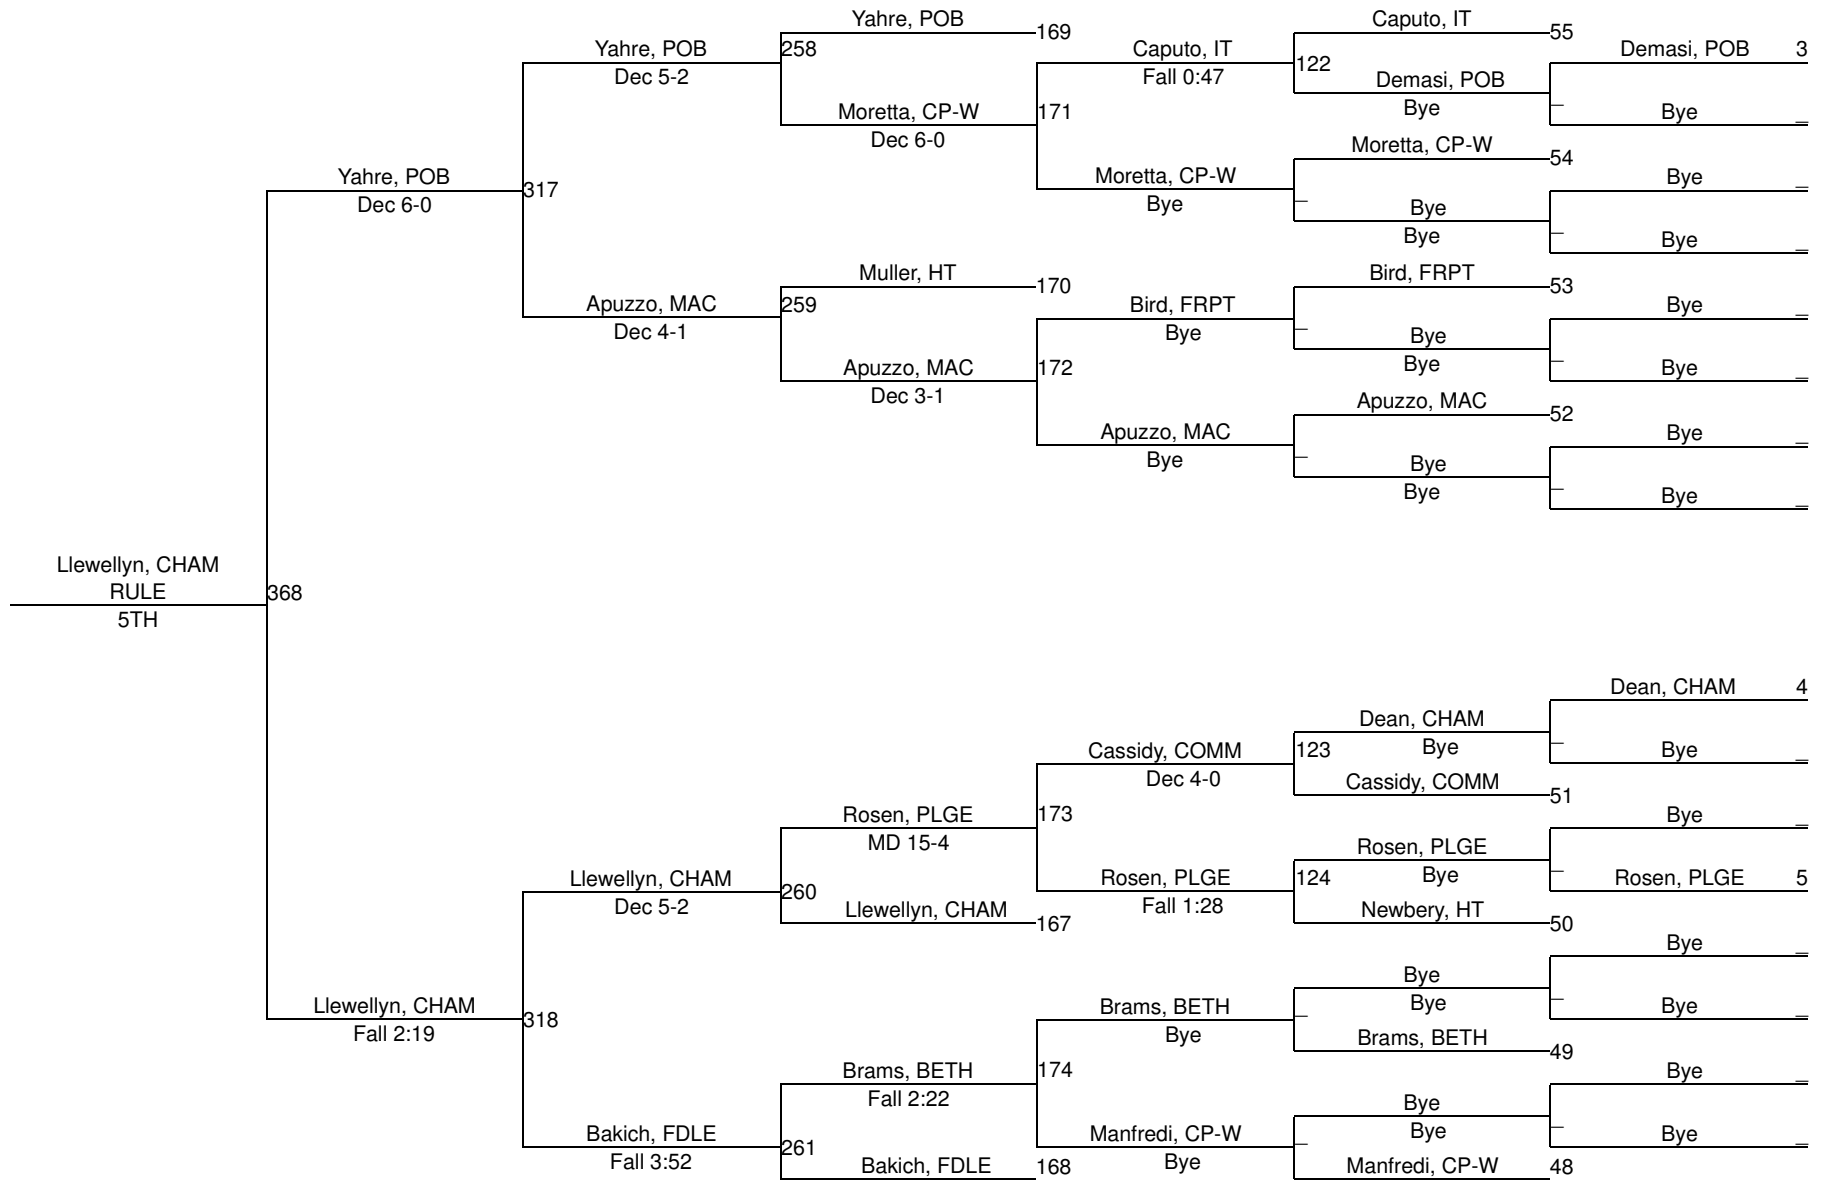 Yahre, POB
169
Caputo, IT
55
Yahre, POB
Dec 5-2
258
Caputo, IT
Fall 0:47
122
Demasi, POB 3
Demasi, POB
Bye
_
Bye _
Moretta, CP-W
Dec 6-0
171
Moretta, CP-W
54
Yahre, POB
Dec 6-0
317
Moretta, CP-W
Bye
_
Bye _
Bye
Bye
_
Bye _
Muller, HT
170
Bird, FRPT
53
Apuzzo, MAC
Dec 4-1
259
Bird, FRPT
Bye
_
Bye _
Bye
Bye
_
Bye _
Apuzzo, MAC
Dec 3-1
172
Apuzzo, MAC
52
Apuzzo, MAC
Bye
_
Bye _
Bye
Bye
_
Bye _
Llewellyn, CHAM
RULE
5TH
368
Dean, CHAM 4
Dean, CHAM
Bye
_
Bye _
Cassidy, COMM
Dec 4-0
123
Cassidy, COMM
51
Rosen, PLGE
MD 15-4
173
Bye _
Rosen, PLGE
Bye
_
Rosen, PLGE 5
Llewellyn, CHAM
Dec 5-2
260
Rosen, PLGE
Fall 1:28
124
Llewellyn, CHAM
167
Newbery, HT
50
Bye _
Bye
Bye
_
Bye _
Llewellyn, CHAM
Fall 2:19
318
Brams, BETH
Bye
_
Brams, BETH
49
Brams, BETH
Fall 2:22
174
Bye _
Bye
Bye
_
Bye _
Bakich, FDLE
Fall 3:52
261
Manfredi, CP-W
Bye
_
Bakich, FDLE
168
Manfredi, CP-W
48